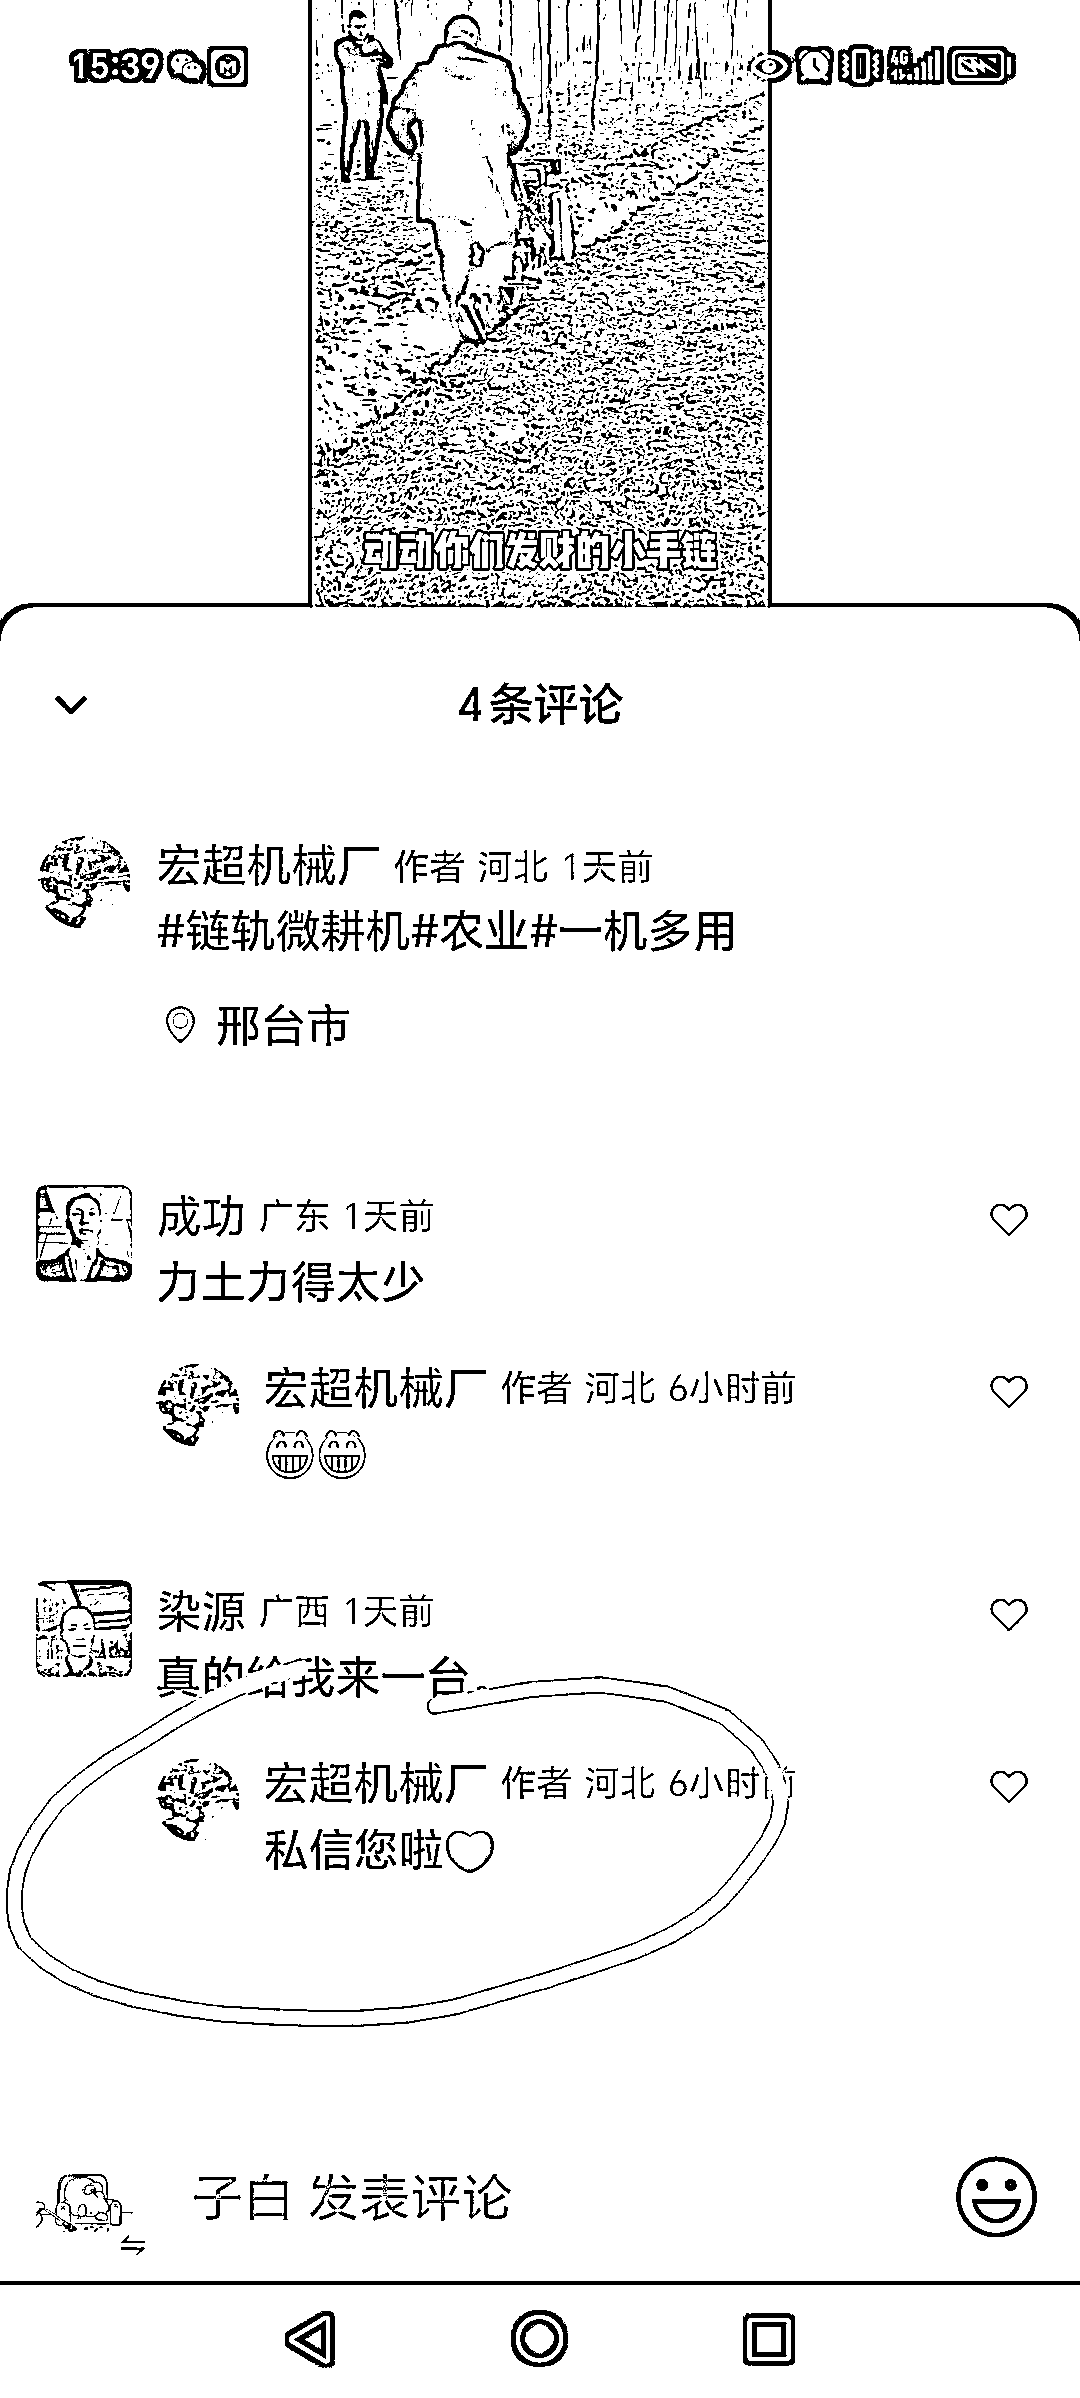 15:39
动动你们发财的小手链
4条评论
宏超机械厂 作者 河北 1天前
#链轨微耕机#农业#一机多用
邢台市
成功 广东 1天前
力土力得太少
宏超机械厂 作者 河北 6小时前
😁😁
染源 广西 1天前
真的给我来一台。
宏超机械厂 作者 河北 6小时前
私信您啦♡
子白 发表评论